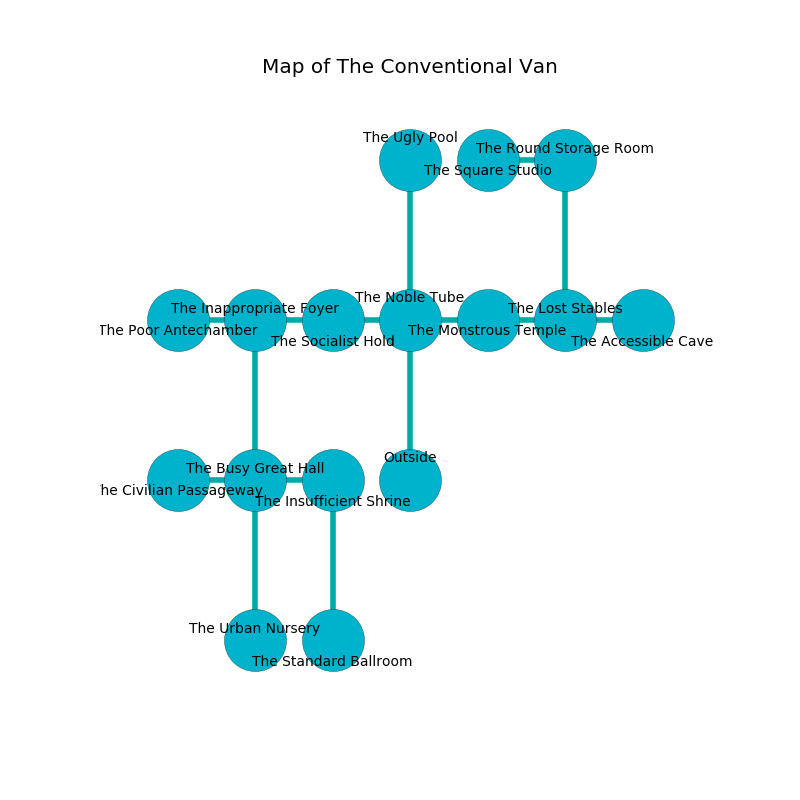 Map of The Conventional Van
The Ugly Pool
The Round Storage Room
The Square Studio
The Noble Tube
The Inappropriate Foyer
The Lost Stables
The Poor Antechamber
The Monstrous Temple
The Socialist Hold
The Accessible Cave
Outside
The Busy Great Hall
he Civilian Passageway
The Insufficient Shrine
The Urban Nursery
The Standard Ballroom